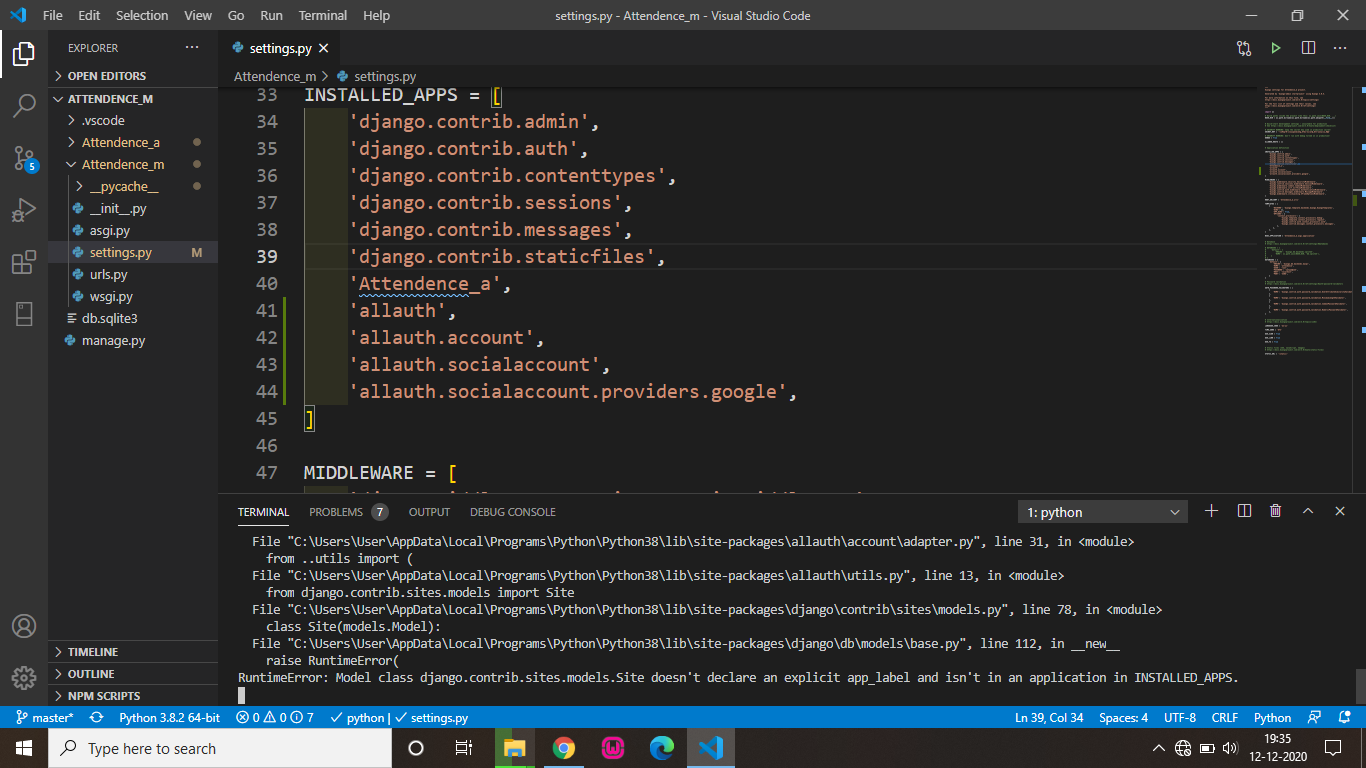 File Edit Selection View Go Run Terminal Help
settings.py - Attendence_m - Visual Studio Code
EXPLORER
OPEN EDITORS
ATTENDENCE_M
.vscode
Attendence_a
Attendence_m
__pycache__
__init__.py
asgi.py
settings.py M
urls.py
wsgi.py
db.sqlite3
manage.py
TIMELINE
OUTLINE
NPM SCRIPTS
5
settings.py
Attendence_m > settings.py
33 INSTALLED_APPS = [
34 'django.contrib.admin',
35 'django.contrib.auth',
36 'django.contrib.contenttypes',
37 'django.contrib.sessions',
38 'django.contrib.messages',
39 'django.contrib.staticfiles',
40 'Attendence_a',
41 'allauth',
42 'allauth.account',
43 'allauth.socialaccount',
44 'allauth.socialaccount.providers.google',
45 ]
46
47 MIDDLEWARE = [
TERMINAL PROBLEMS 7 OUTPUT DEBUG CONSOLE
1: python
File "C:\Users\User\AppData\Local\Programs\Python\Python38\lib\site-packages\allauth\account\adapter.py", line 31, in <module>
from ..utils import (
File "C:\Users\User\AppData\Local\Programs\Python\Python38\lib\site-packages\allauth\utils.py", line 13, in <module>
from django.contrib.sites.models import Site
File "C:\Users\User\AppData\Local\Programs\Python\Python38\lib\site-packages\django\contrib\sites\models.py", line 78, in <module>
class Site(models.Model):
File "C:\Users\User\AppData\Local\Programs\Python\Python38\lib\site-packages\django\db\models\base.py", line 112, in __new__
raise RuntimeError(
RuntimeError: Model class django.contrib.sites.models.Site doesn't declare an explicit app_label and isn't in an application in INSTALLED_APPS.
master* Python 3.8.2 64-bit 0 0 7 python | settings.py Ln 39, Col 34 Spaces: 4 UTF-8 CRLF Python
Type here to search
19:35
12-12-2020